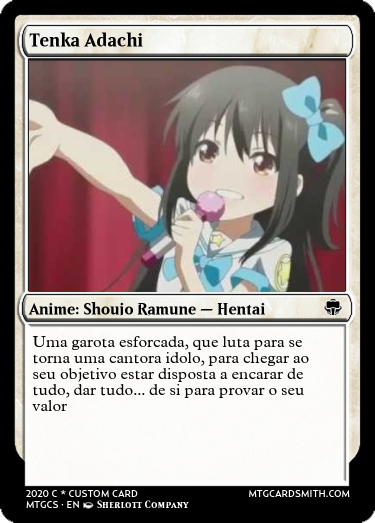 Tenka Adachi
Anime: Shoujo Ramune — Hentai
Uma garota esforcada, que luta para se
torna uma cantora idolo, para chegar ao
seu objetivo estar disposta a encarar de
tudo, dar tudo... de si para provar o seu
valor
2020 C * CUSTOM CARD
MTGCARDSMITH.COM
MTGCS · EN SHERLOTT COMPANY